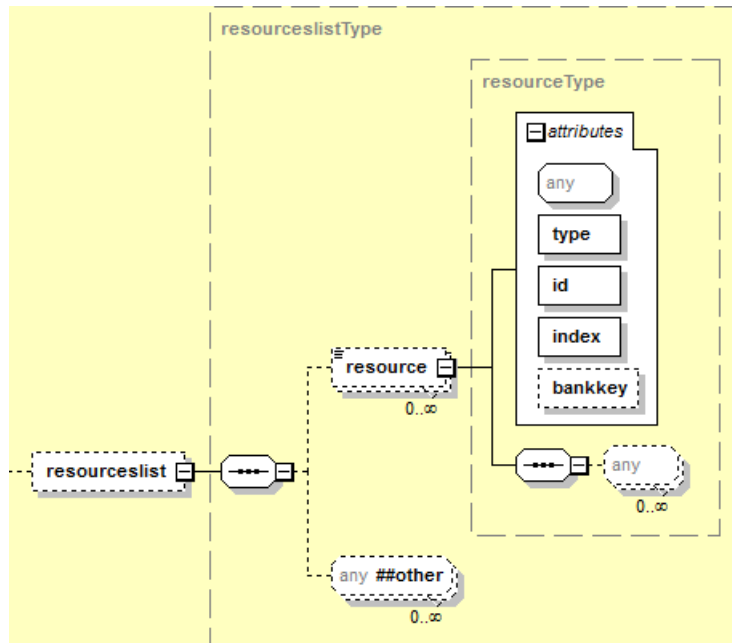 resourceslistType
resourceType
attributes
any
type
id
index
resource
bankkey
0..∞
resourceslist
any
0..∞
any ##other
0..∞